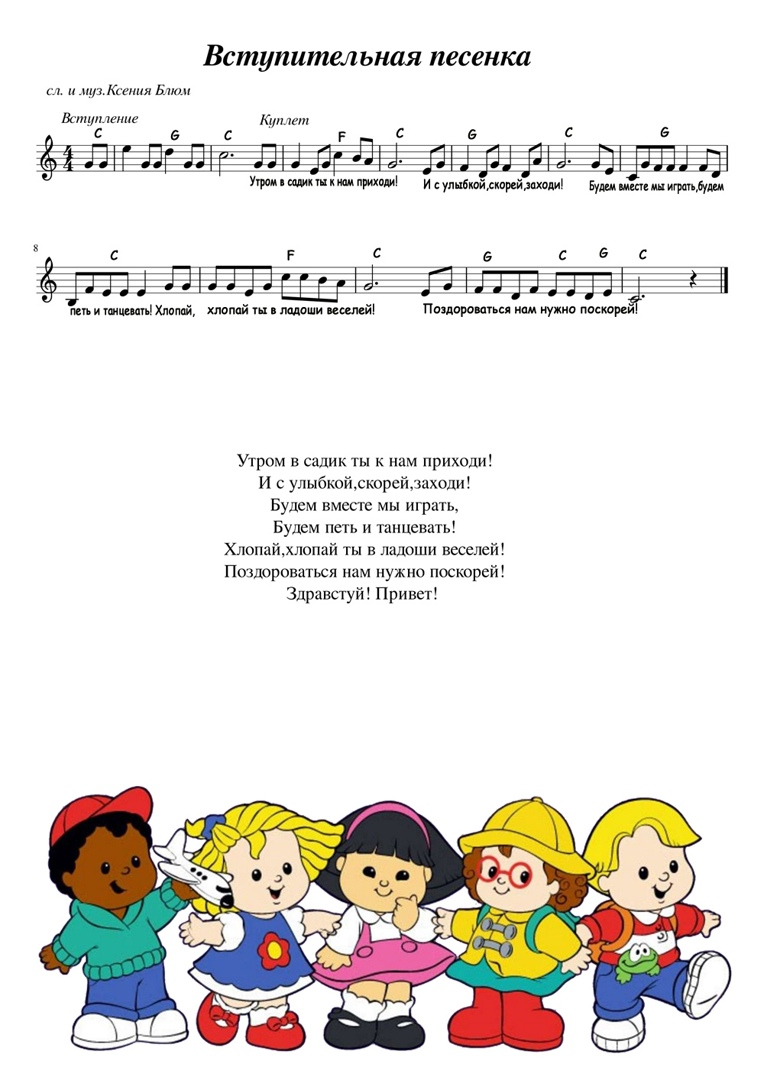 Вступительная песенка
сл. и муз.Ксения Блюм
Вступление
Куплет
C G C F C G C G
Утром в садик ты к нам приходи! И с улыбкой,скорей,заходи! Будем вместе мы играть,будем
8
C F C G C G C
петь и танцевать! Хлопай, хлопай ты в ладоши веселей! Поздороваться нам нужно поскорей!
Утром в садик ты к нам приходи!
И с улыбкой,скорей,заходи!
Будем вместе мы играть,
Будем петь и танцевать!
Хлопай,хлопай ты в ладоши веселей!
Поздороваться нам нужно поскорей!
Здравстуй! Привет!